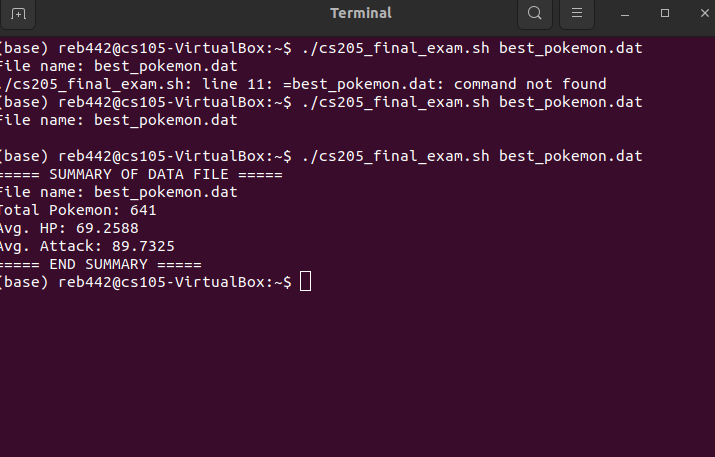 Terminal
(base) reb442@cs105-VirtualBox:~$ ./cs205_final_exam.sh best_pokemon.dat
File name: best_pokemon.dat
./cs205_final_exam.sh: line 11: =best_pokemon.dat: command not found
(base) reb442@cs105-VirtualBox:~$ ./cs205_final_exam.sh best_pokemon.dat
File name: best_pokemon.dat
(base) reb442@cs105-VirtualBox:~$ ./cs205_final_exam.sh best_pokemon.dat
===== SUMMARY OF DATA FILE =====
File name: best_pokemon.dat
Total Pokemon: 641
Avg. HP: 69.2588
Avg. Attack: 89.7325
===== END SUMMARY =====
(base) reb442@cs105-VirtualBox:~$